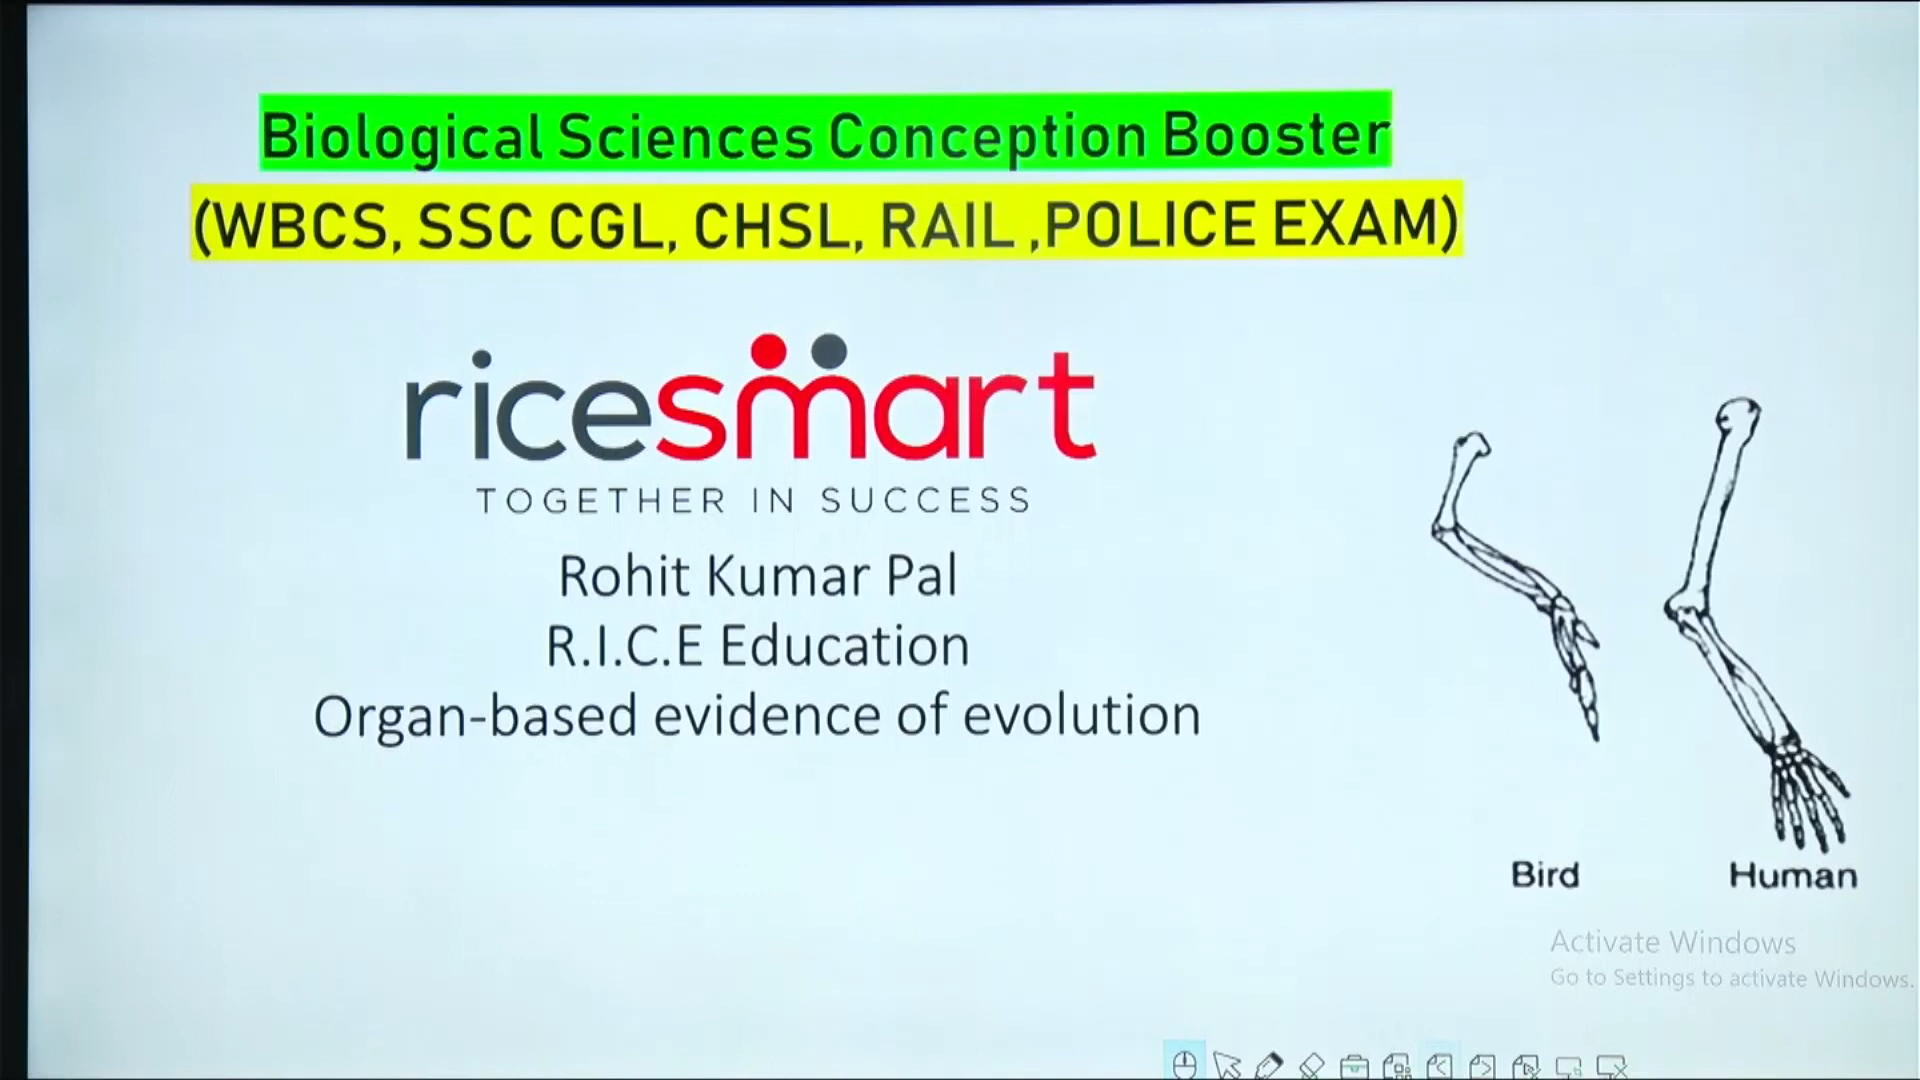 Biological Sciences Conception Booster
(WBCS, SSC CGL, CHSL, RAIL ,POLICE EXAM)
ricesmart
TOGETHER IN SUCCESS
Rohit Kumar Pal
R.I.C.E Education
Organ-based evidence of evolution
Bird
Human
Activate Windows
Go to Settings to activate Windows.